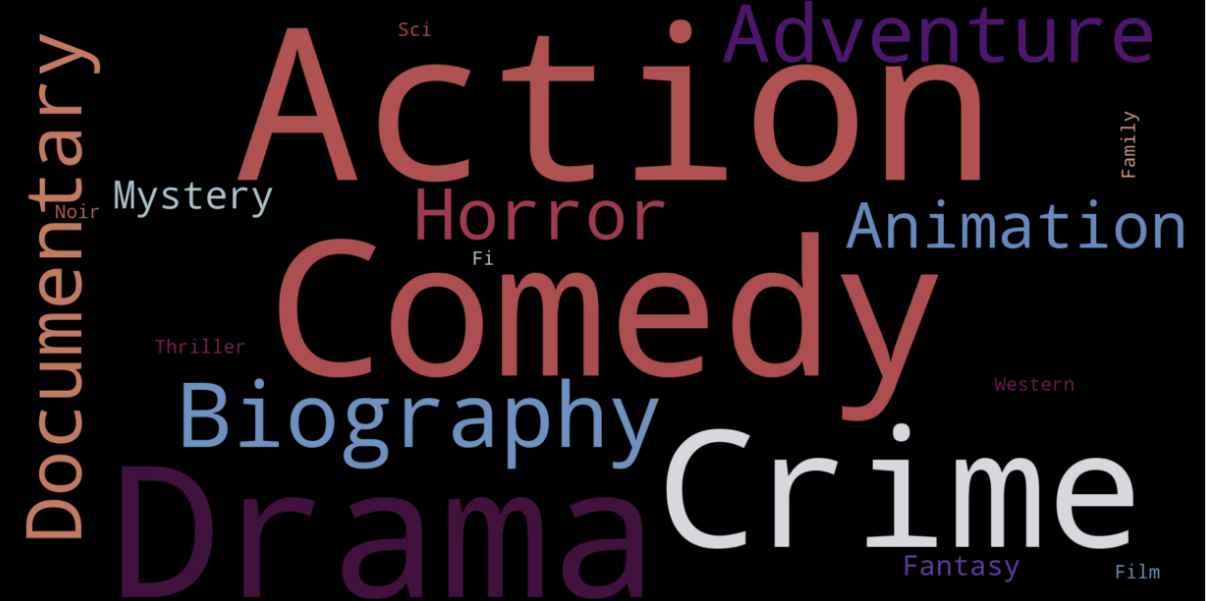 Action
Adventure
Sci
Documentary
Family
Mystery
Noir
Horror
Animation
Fi
Comedy
Thriller
Western
Biography
Crime
Drama
Fantasy
Film